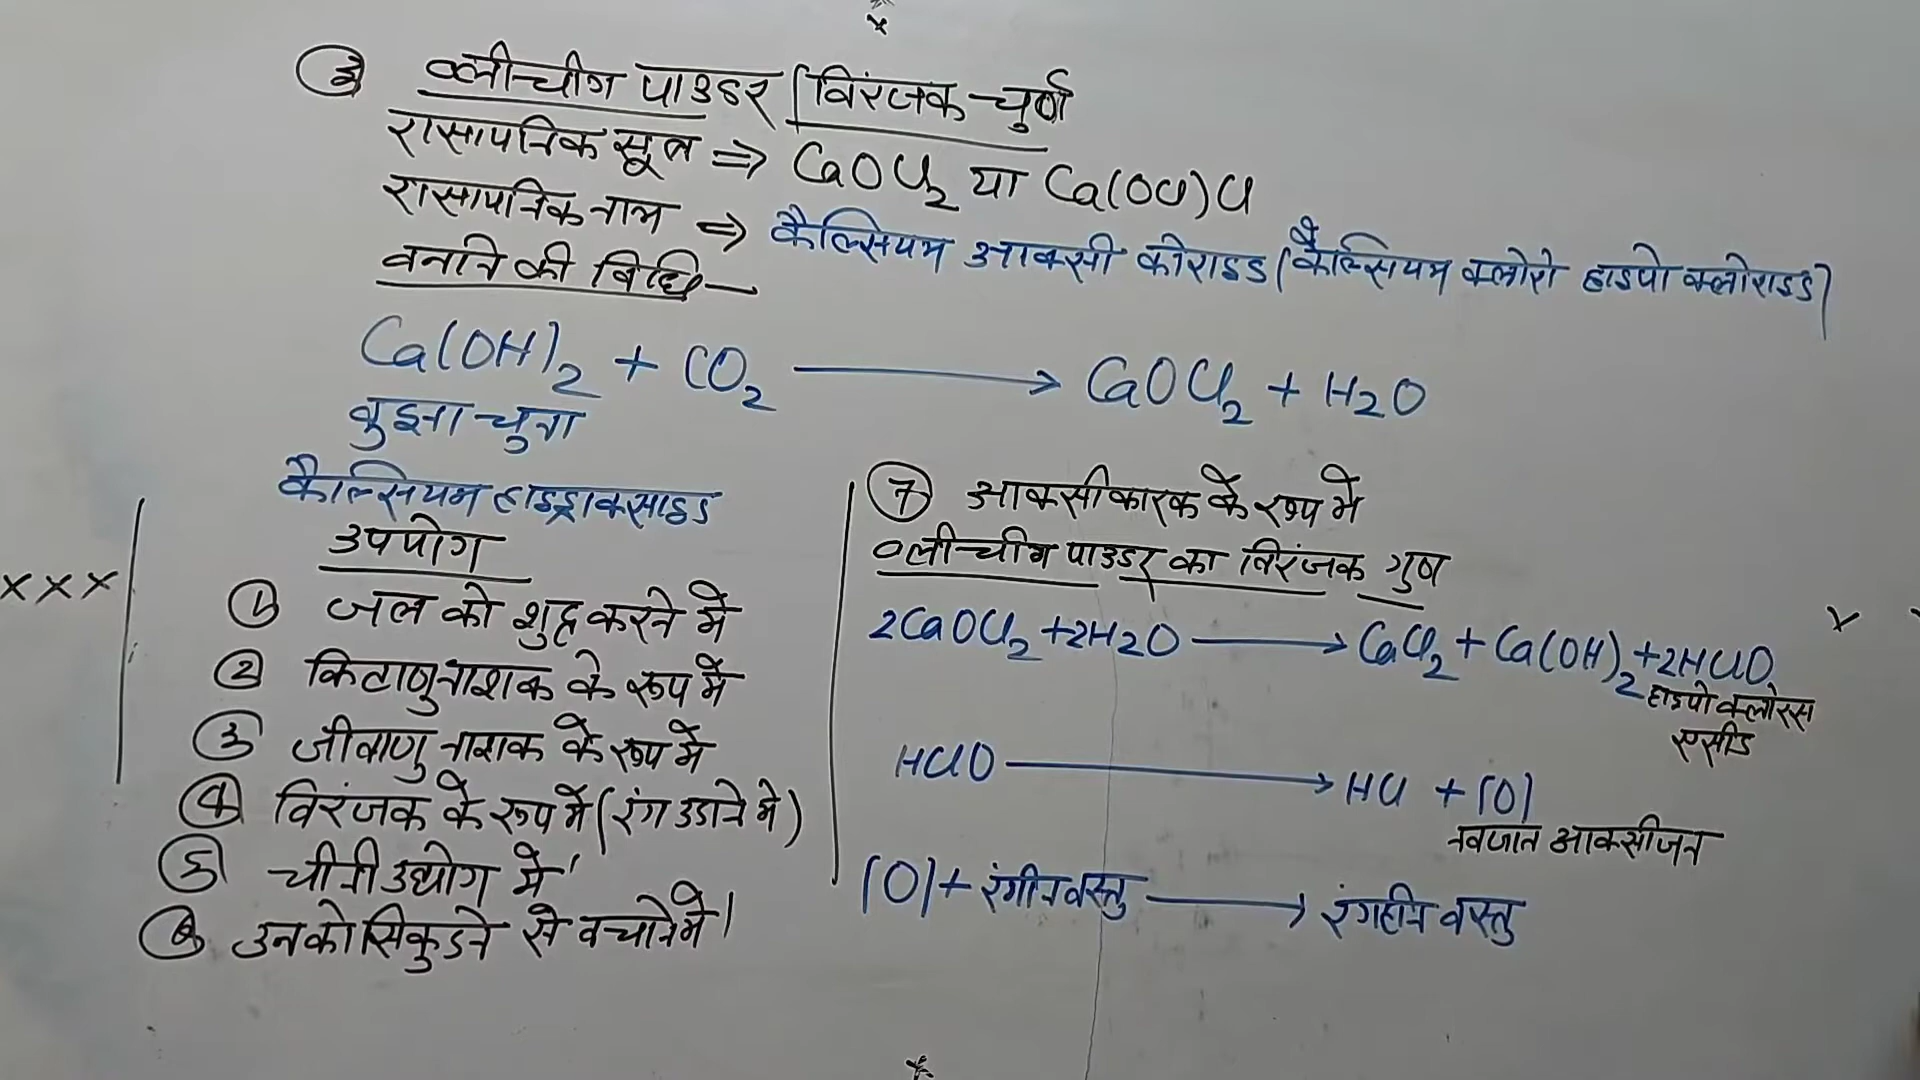 ③ ब्लीचींग पाउडर / विरंजक-चुर्ण
रासायनिक सूत्र ⇒ CaOCl₂ या Ca(OCl)Cl
रासायनिक नाम ⇒ कैल्सियम आक्सी क्लोराइड (कैल्सियम क्लोरो हाइपो क्लोराइड)
बनाने की विधि –
Ca(OH)₂ + CO₂ ⟶ CaOCl₂ + H₂O
बुझा चुना
कैल्सियम हाइड्राक्साइड
उपयोग
① जल को शुद्ध करने में
② किटाणुनाशक के रूप में
③ जीवाणु नाशक के रूप में
④ विरंजक के रूप में (रंग उडाने मे)
⑤ चीनी उद्योग में।
⑥ उन को सिकुडने से बचाने मे।
⑦ आक्सीकारक के रूप में
ब्लीचींग पाउडर का विरंजक गुण
2CaOCl₂ + 2H₂O ⟶ CaCl₂ + Ca(OH)₂ + 2HClO
हाइपो क्लोरस
एसीड
HClO ⟶ HCl + [O]
नवजात आक्सीजन
[O] + रंगीन वस्तु ⟶ रंगहीन वस्तु